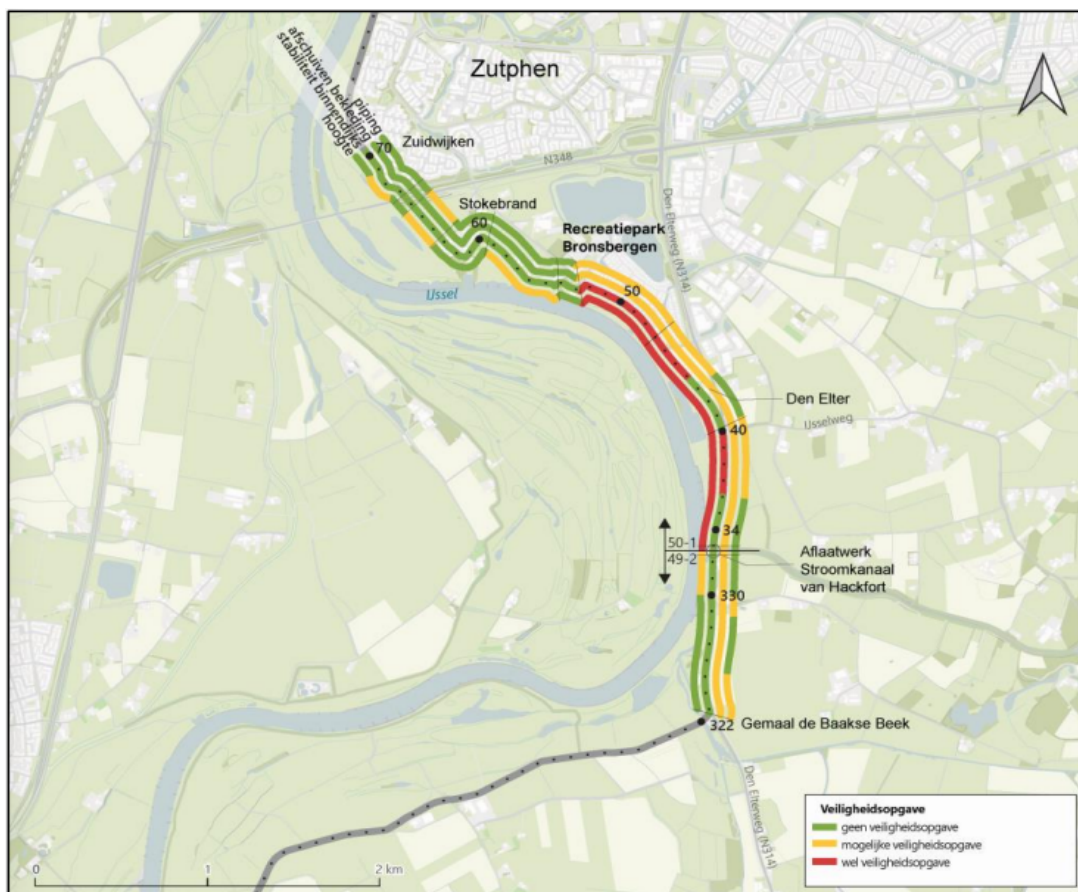 afschuiven bekleding
stabiliteit binnendijks
hoogte
piping
Zutphen
70
Zuidwijken
N348
Stokebrand
60
Den Elterweg (N314)
Recreatiepark
Bronsbergen
IJssel
50
Den Elter
IJsselweg
40
34
50-1
49-2
Aflaatwerk
Stroomkanaal
van Hackfort
330
322
Gemaal de Baakse Beek
Den Elterweg (N314)
Veiligheidsopgave
geen veiligheidsopgave
mogelijke veiligheidsopgave
wel veiligheidsopgave
0
1
2 km